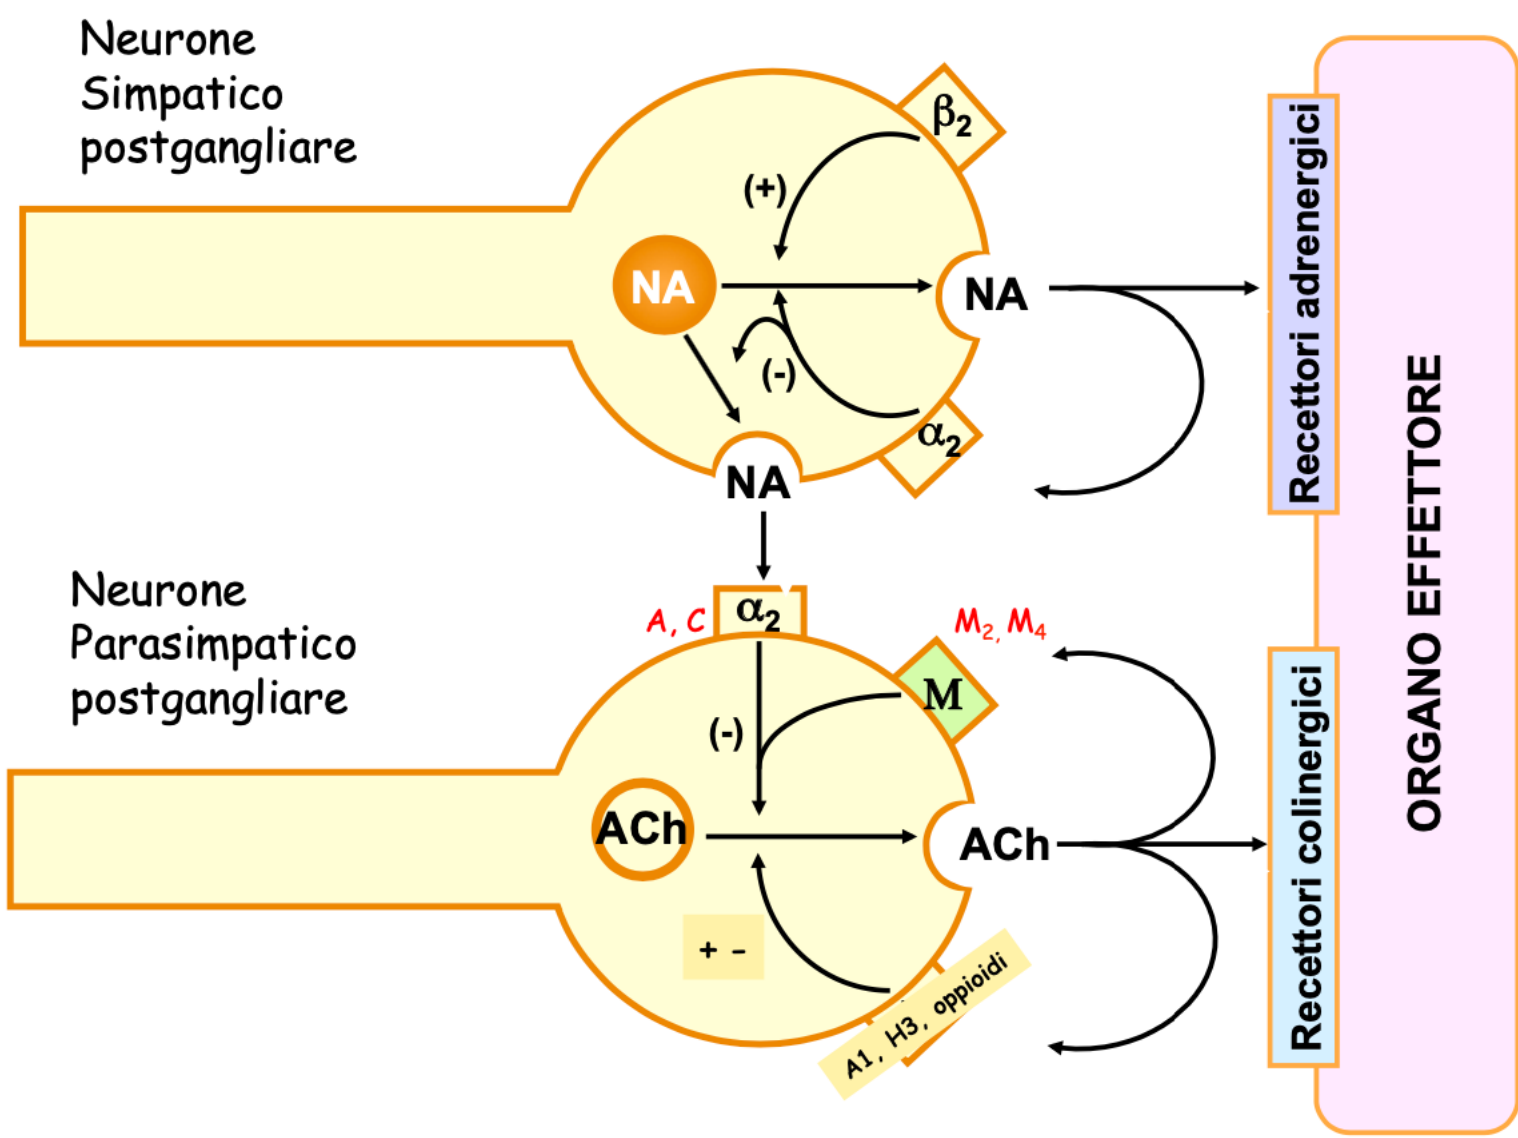 Neurone
Simpatico
postgangliare
β2
(+)
NA
NA
(-)
α2
NA
Recettori adrenergici
ORGANO EFFETTORE
Neurone
Parasimpatico
postgangliare
A, C
α2
M2, M4
M
(-)
ACh
ACh
+ -
A1, H3, oppioidi
Recettori colinergici